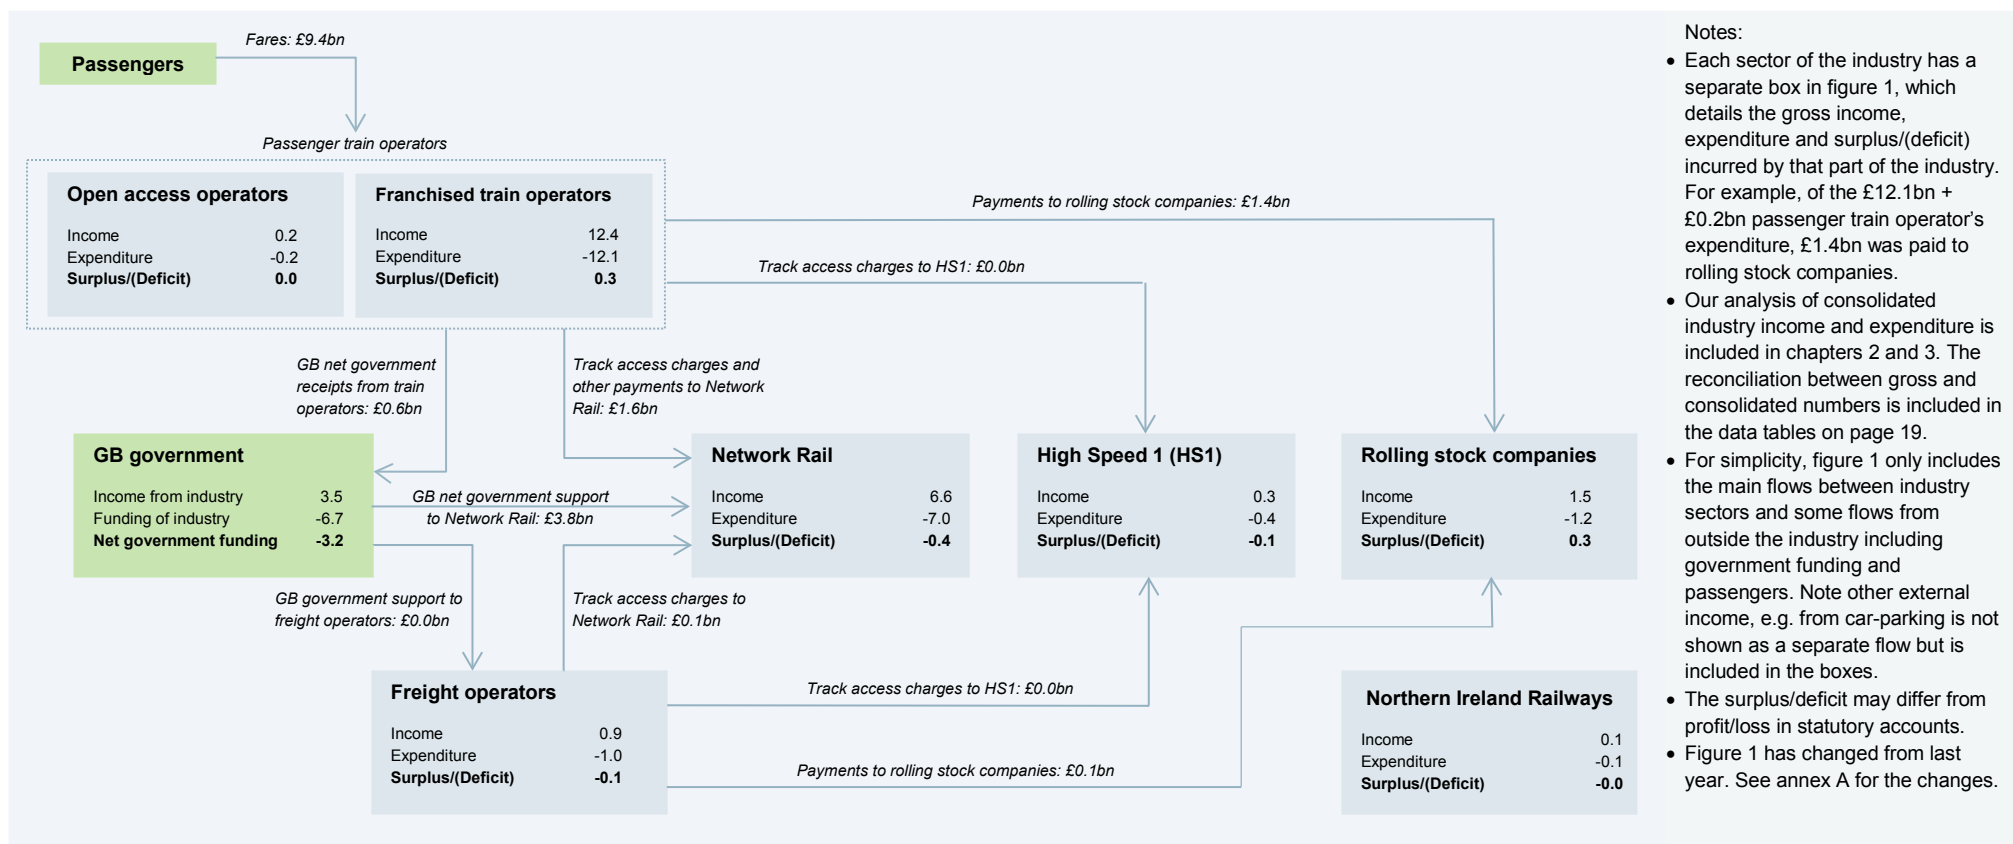 Passengers
Fares: £9.4bn
Passenger train operators
Open access operators
Income 0.2
Expenditure -0.2
Surplus/(Deficit) 0.0
Franchised train operators
Income 12.4
Expenditure -12.1
Surplus/(Deficit) 0.3
Payments to rolling stock companies: £1.4bn
Track access charges to HS1: £0.0bn
GB net government
receipts from train
operators: £0.6bn
Track access charges and
other payments to Network
Rail: £1.6bn
GB government
Income from industry 3.5
Funding of industry -6.7
Net government funding -3.2
GB net government support
to Network Rail: £3.8bn
Network Rail
Income 6.6
Expenditure -7.0
Surplus/(Deficit) -0.4
High Speed 1 (HS1)
Income 0.3
Expenditure -0.4
Surplus/(Deficit) -0.1
Rolling stock companies
Income 1.5
Expenditure -1.2
Surplus/(Deficit) 0.3
GB government support to
freight operators: £0.0bn
Track access charges to
Network Rail: £0.1bn
Freight operators
Income 0.9
Expenditure -1.0
Surplus/(Deficit) -0.1
Track access charges to HS1: £0.0bn
Payments to rolling stock companies: £0.1bn
Northern Ireland Railways
Income 0.1
Expenditure -0.1
Surplus/(Deficit) -0.0
Notes:
• Each sector of the industry has a
separate box in figure 1, which
details the gross income,
expenditure and surplus/(deficit)
incurred by that part of the industry.
For example, of the £12.1bn +
£0.2bn passenger train operator’s
expenditure, £1.4bn was paid to
rolling stock companies.
• Our analysis of consolidated
industry income and expenditure is
included in chapters 2 and 3. The
reconciliation between gross and
consolidated numbers is included in
the data tables on page 19.
• For simplicity, figure 1 only includes
the main flows between industry
sectors and some flows from
outside the industry including
government funding and
passengers. Note other external
income, e.g. from car-parking is not
shown as a separate flow but is
included in the boxes.
• The surplus/deficit may differ from
profit/loss in statutory accounts.
• Figure 1 has changed from last
year. See annex A for the changes.